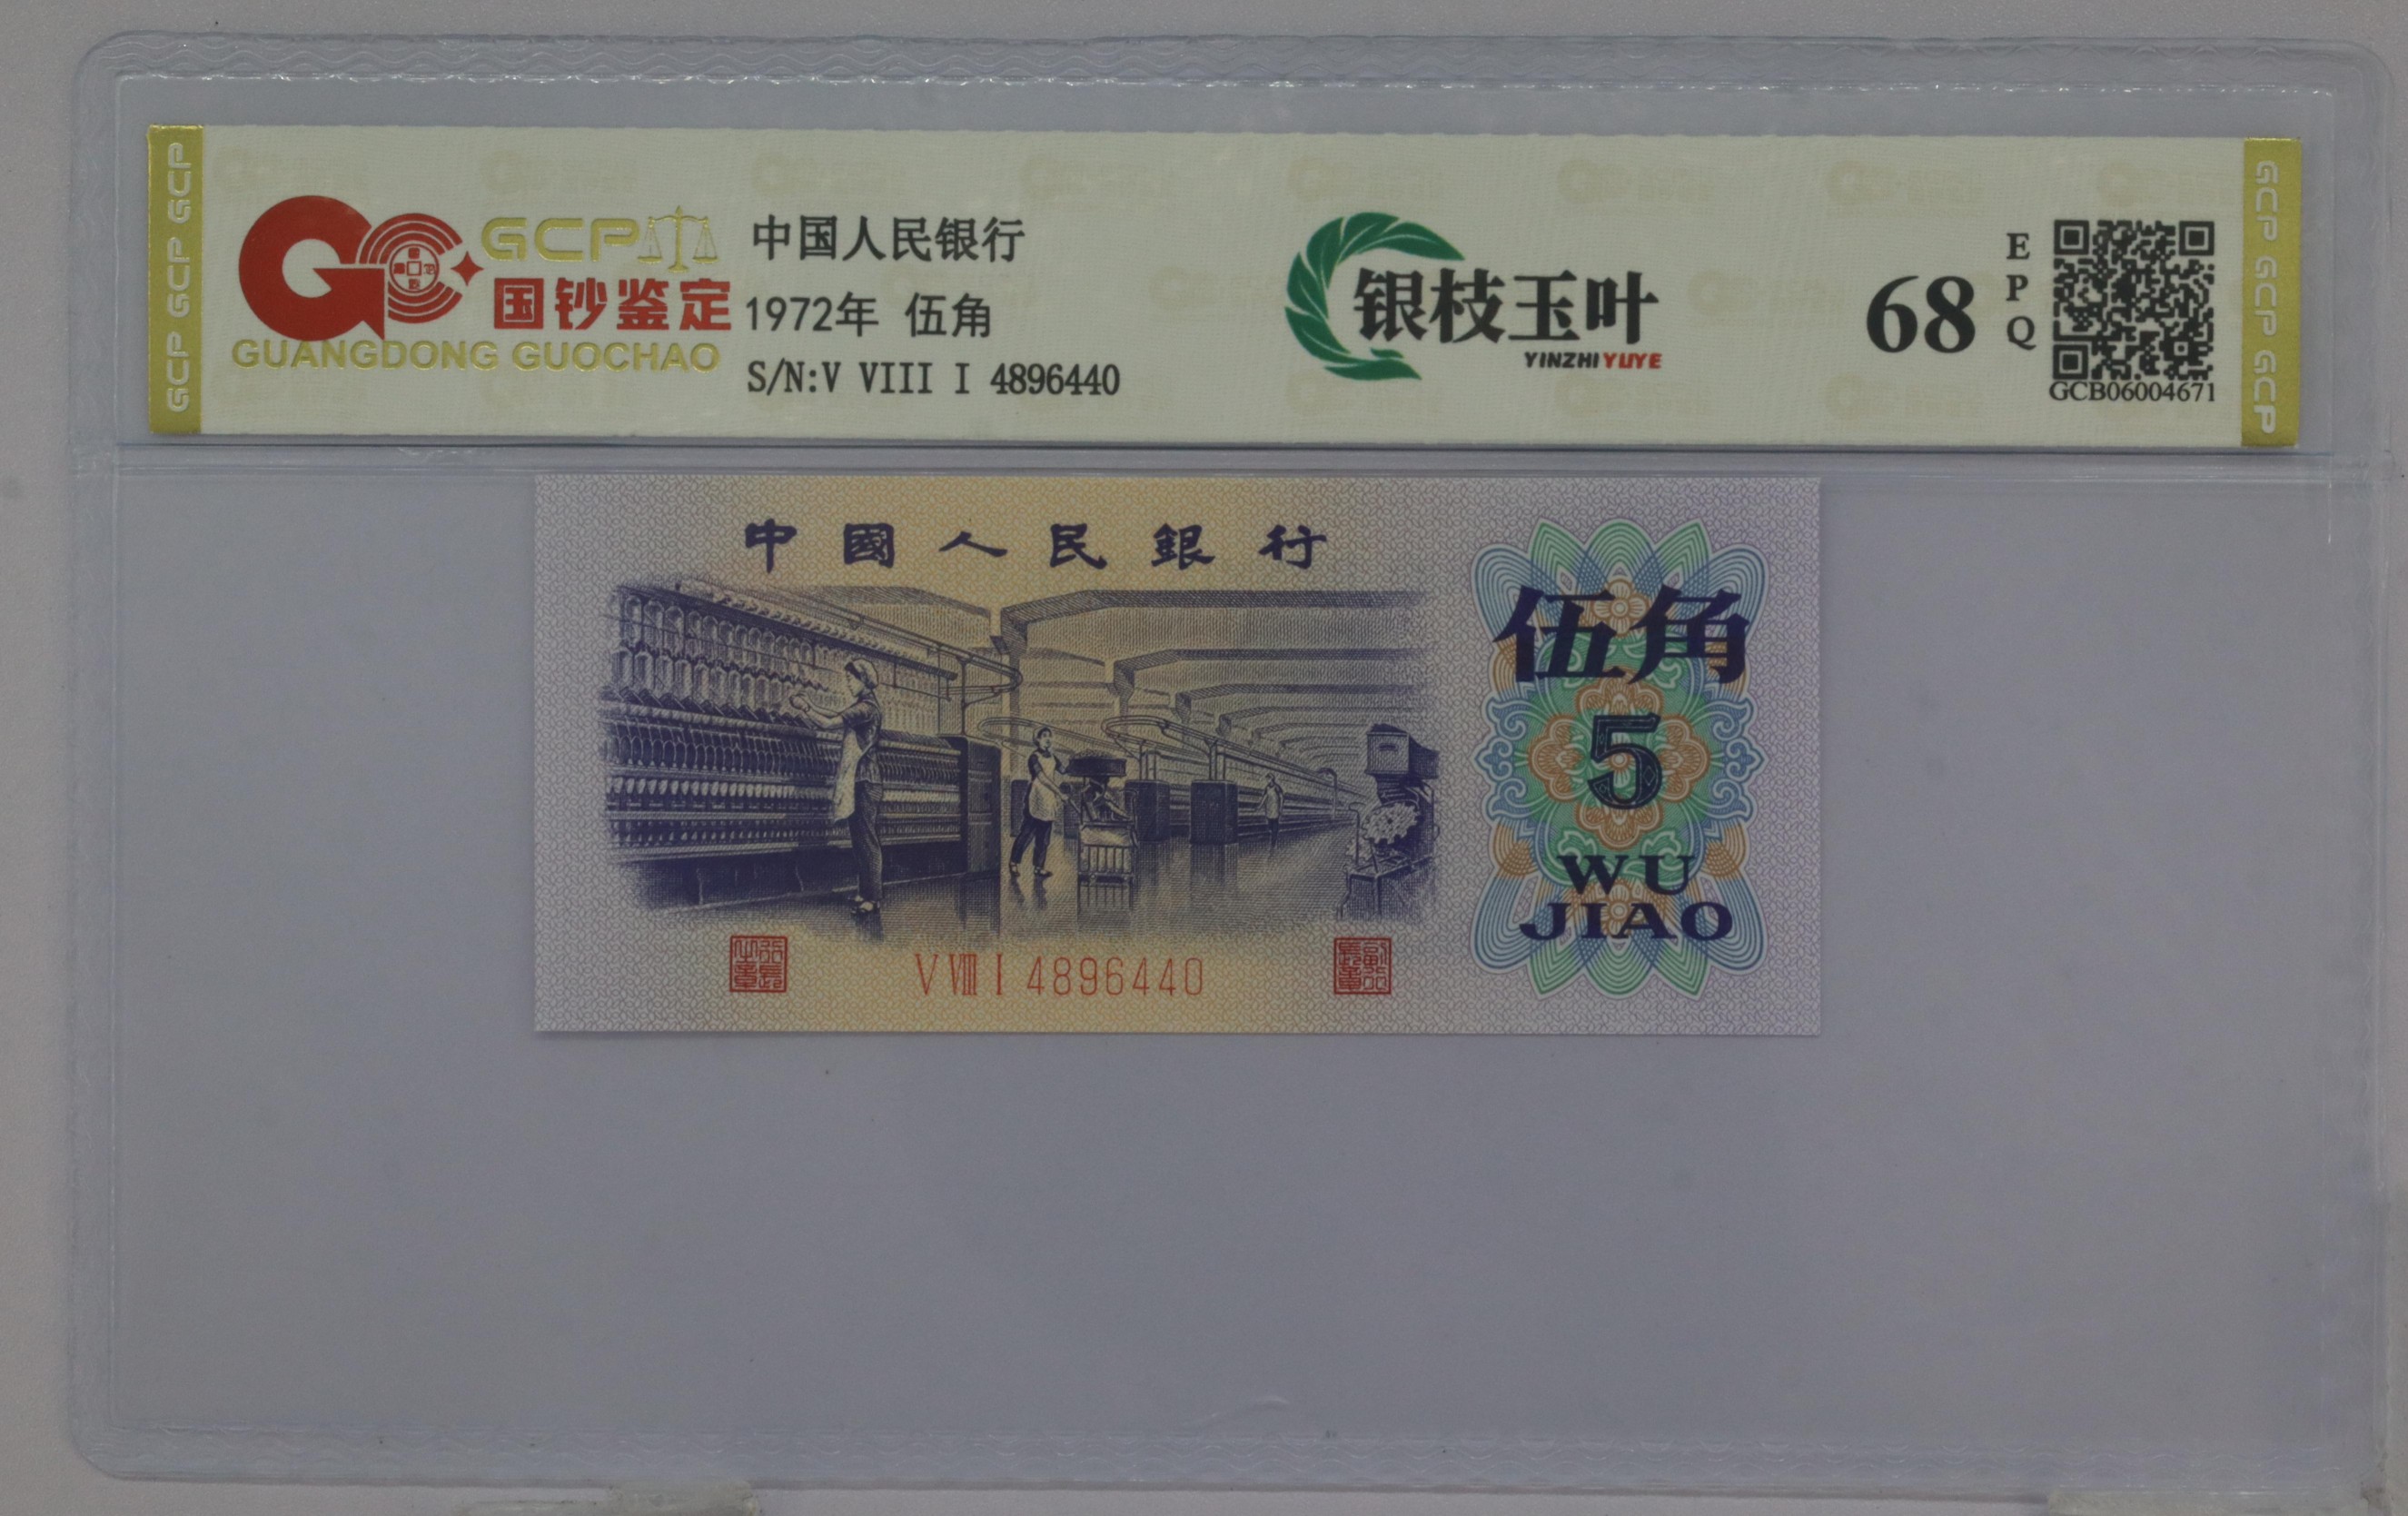 GCP GCP GCP
GCP
国钞鉴定
GUANGDONG GUOCHAO
中国人民银行
1972年 伍角
S/N:V VIII I 4896440
银枝玉叶
YINZHI YUYE
68
EPQ
GCB06004671
GCP GCP GCP
中國人民銀行
伍角
5
WU
JIAO
V VIII I 4896440